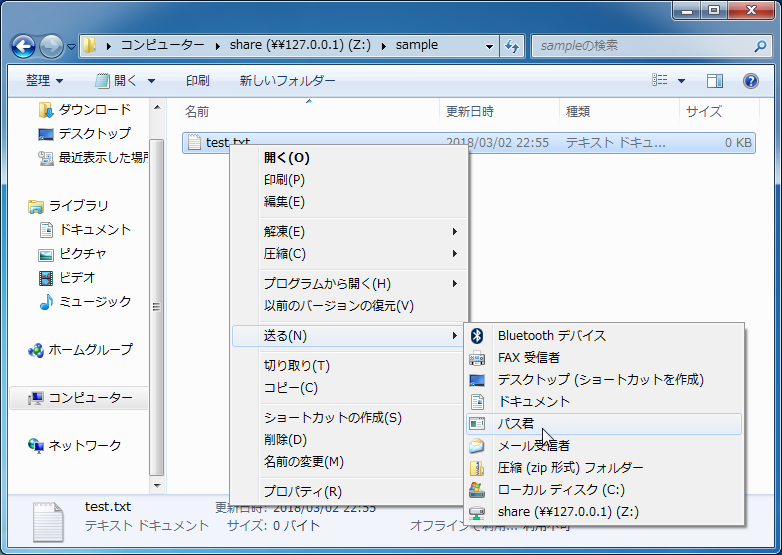 コンピューター ▸ share (¥¥127.0.0.1) (Z:) ▸ sample
sampleの検索
整理 開く 印刷 新しいフォルダー
ダウンロード
デスクトップ
最近表示した場所
ライブラリ
ドキュメント
ピクチャ
ビデオ
ミュージック
ホームグループ
コンピューター
ネットワーク
名前 更新日時 種類 サイズ
test.txt 2018/03/02 22:55 テキスト ドキュ... 0 KB
開く(O)
印刷(P)
編集(E)
解凍(E)
圧縮(C)
プログラムから開く(H)
以前のバージョンの復元(V)
送る(N)
切り取り(T)
コピー(C)
ショートカットの作成(S)
削除(D)
名前の変更(M)
プロパティ(R)
Bluetooth デバイス
FAX 受信者
デスクトップ (ショートカットを作成)
ドキュメント
パス君
メール受信者
圧縮 (zip 形式) フォルダー
ローカル ディスク (C:)
share (¥¥127.0.0.1) (Z:)
test.txt 更新日時: 2018/03/02 22:55
テキスト ドキュメント サイズ: 0 バイト オフラインで利用...